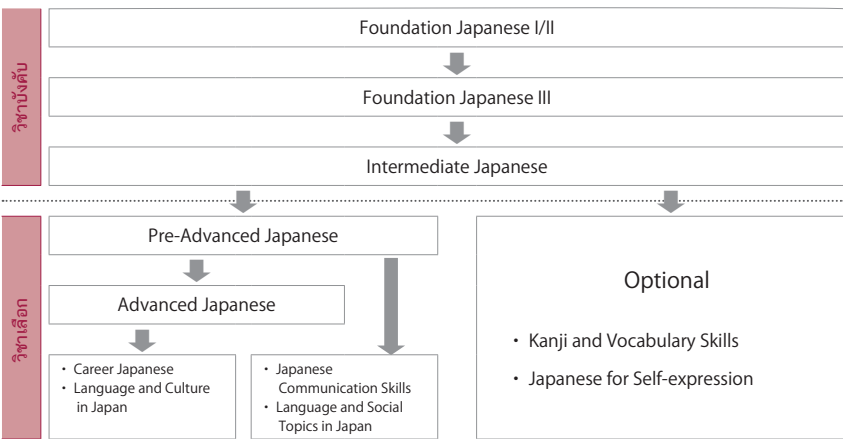 วิชาบังคับ
Foundation Japanese I/II
Foundation Japanese III
Intermediate Japanese
วิชาเลือก
Pre-Advanced Japanese
Advanced Japanese
・ Career Japanese
・ Language and Culture
in Japan
・ Japanese
Communication Skills
・ Language and Social
Topics in Japan
Optional
・ Kanji and Vocabulary Skills
・ Japanese for Self-expression